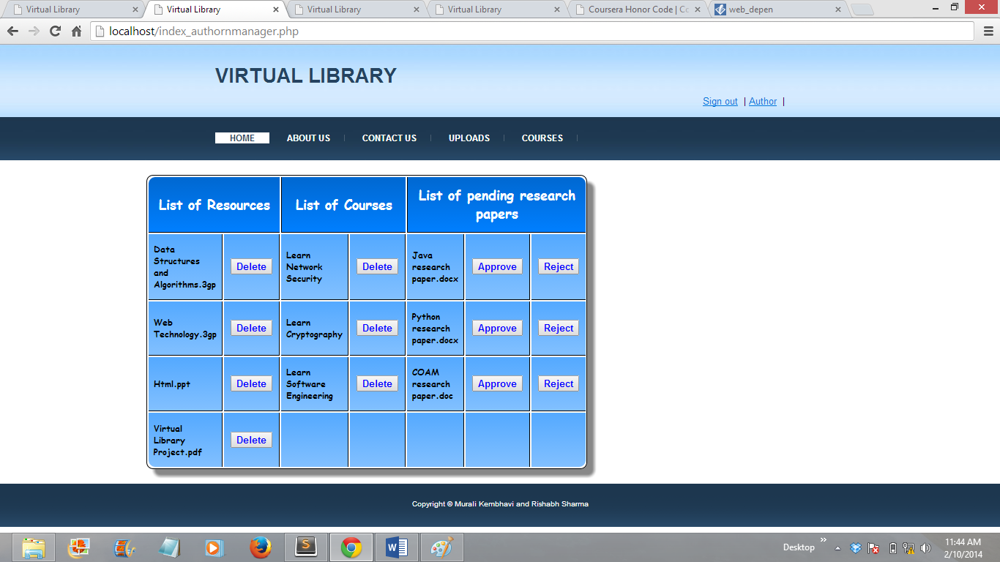 Virtual Library
Virtual Library
Virtual Library
Virtual Library
Coursera Honor Code | Co
web_depen
localhost/index_authornmanager.php
VIRTUAL LIBRARY
Sign out | Author |
HOME
ABOUT US
CONTACT US
UPLOADS
COURSES
List of Resources
List of Courses
List of pending research
papers
Data
Structures
and
Algorithms.3gp
Delete
Learn
Network
Security
Delete
Java
research
paper.docx
Approve
Reject
Web
Technology.3gp
Delete
Learn
Cryptography
Delete
Python
research
paper.docx
Approve
Reject
Html.ppt
Delete
Learn
Software
Engineering
Delete
COAM
research
paper.doc
Approve
Reject
Virtual
Library
Project.pdf
Delete
Copyright © Murali Kembhavi and Rishabh Sharma
Desktop
11:44 AM
2/10/2014